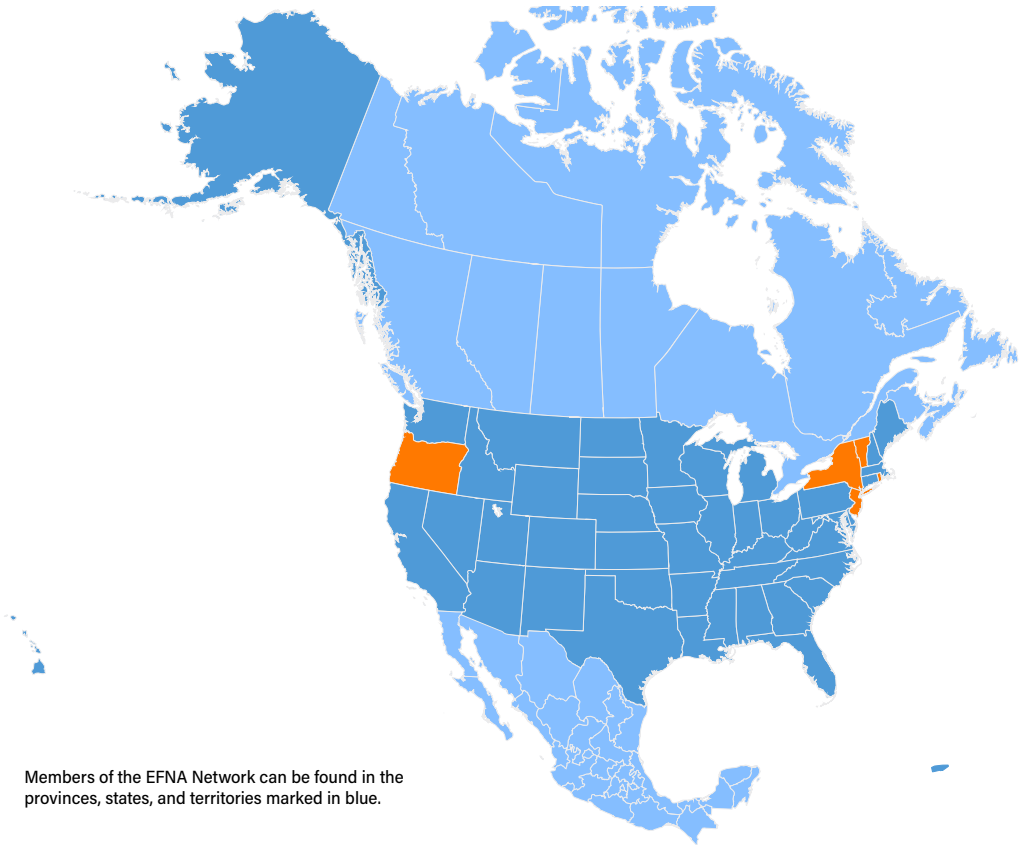 Members of the EFNA Network can be found in the
provinces, states, and territories marked in blue.